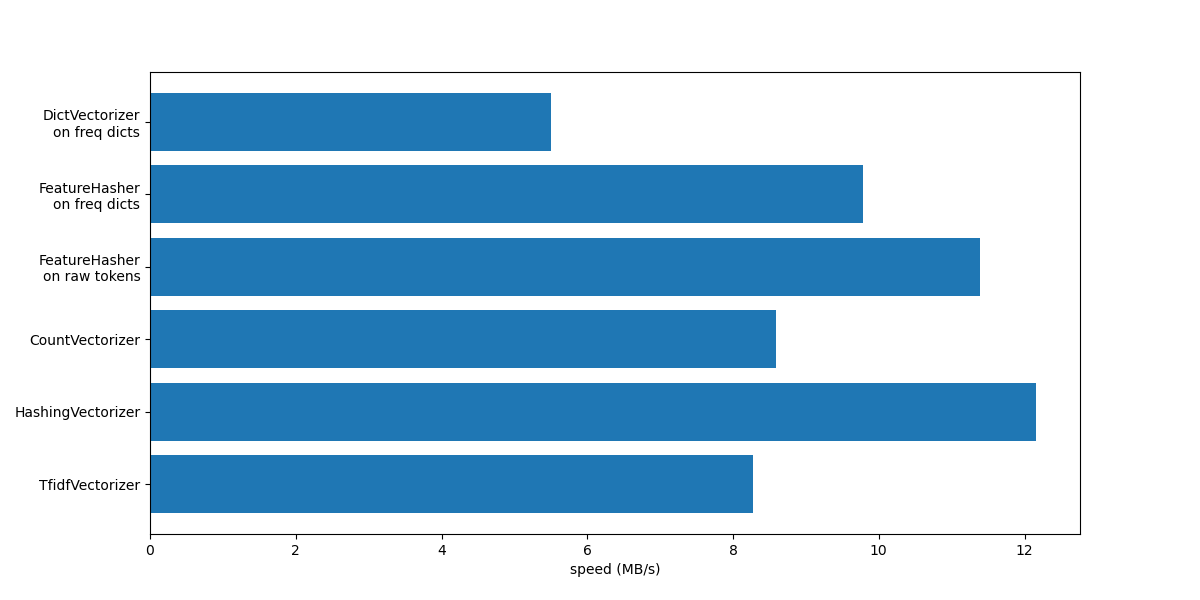 DictVectorizer
on freq dicts
FeatureHasher
on freq dicts
FeatureHasher
on raw tokens
CountVectorizer
HashingVectorizer
TfidfVectorizer
0 2 4 6 8 10 12
speed (MB/s)